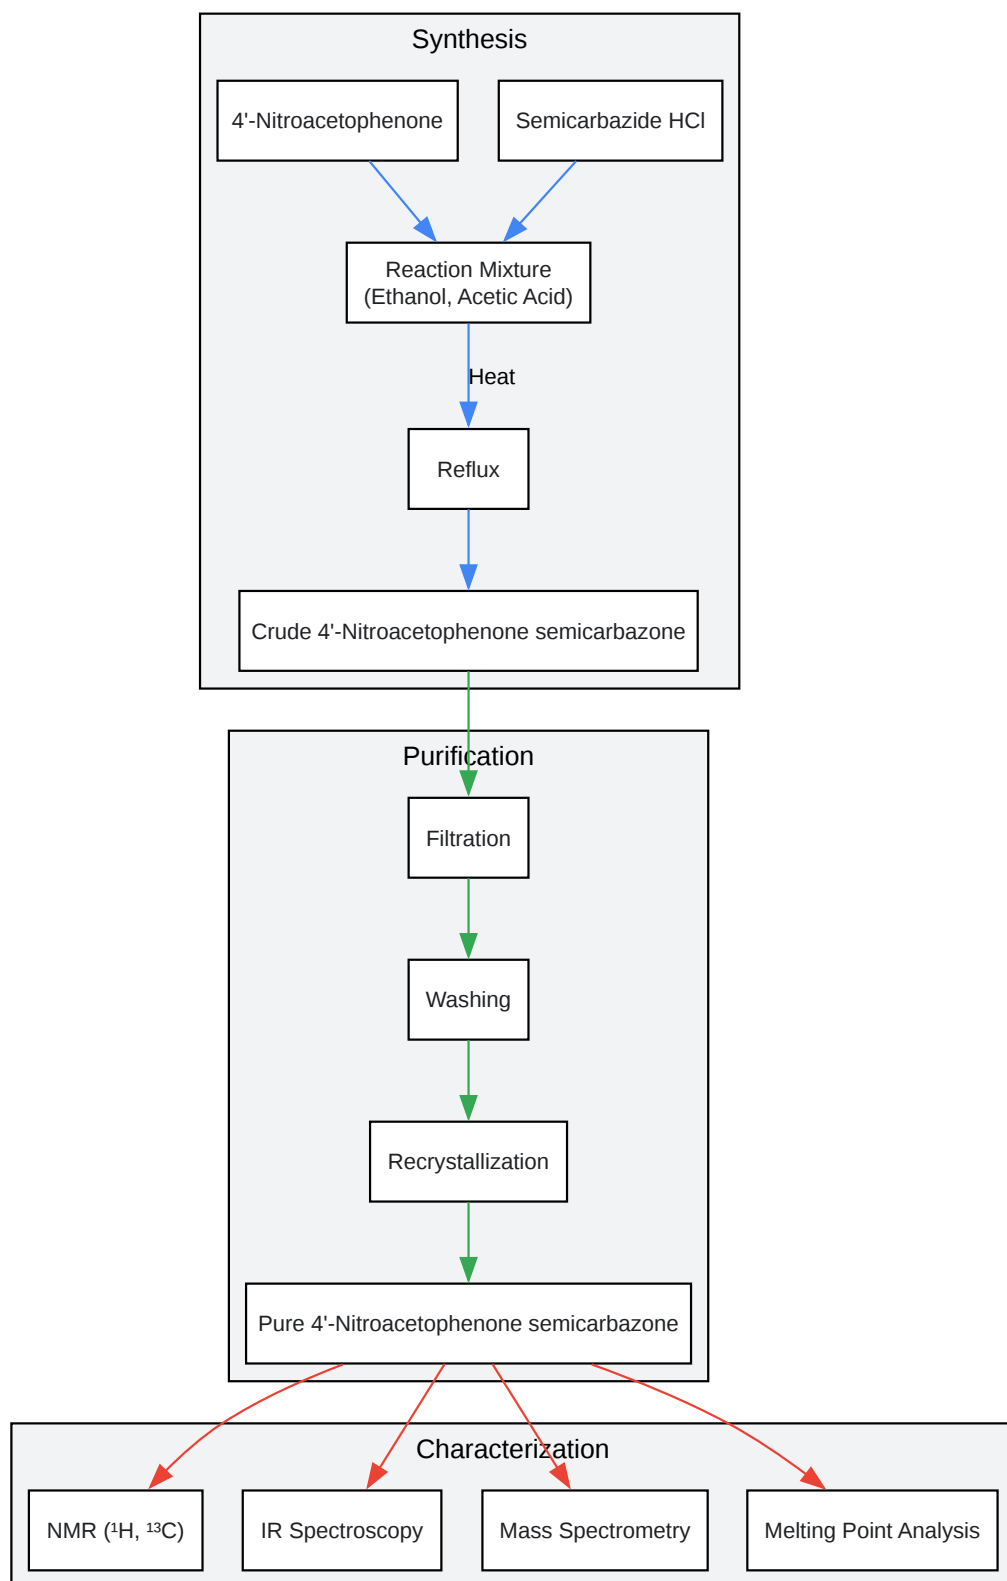 Synthesis
4'-Nitroacetophenone
Semicarbazide HCl
Reaction Mixture
(Ethanol, Acetic Acid)
Heat
Reflux
Crude 4'-Nitroacetophenone semicarbazone
Purification
Filtration
Washing
Recrystallization
Pure 4'-Nitroacetophenone semicarbazone
Characterization
NMR (¹H, ¹³C)
IR Spectroscopy
Mass Spectrometry
Melting Point Analysis